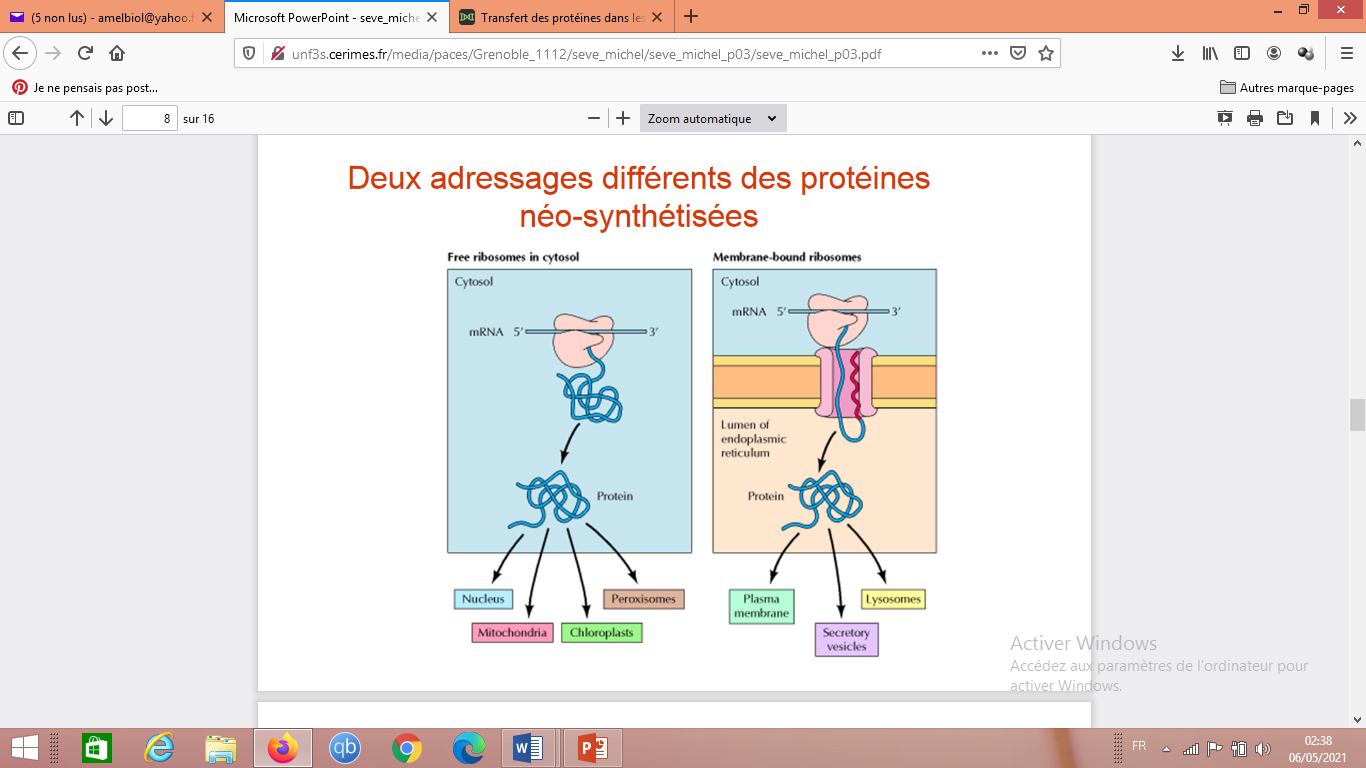 (5 non lus) - amelbiol@yahoo.f
Microsoft PowerPoint - seve_miche
Transfert des protéines dans les
unf3s.cerimes.fr/media/paces/Grenoble_1112/seve_michel/seve_michel_p03/seve_michel_p03.pdf
Je ne pensais pas post...
Autres marque-pages
8 sur 16
Zoom automatique
Deux adressages différents des protéines
néo-synthétisées
Free ribosomes in cytosol
Cytosol
mRNA 5′ 3′
Protein
Nucleus
Peroxisomes
Mitochondria
Chloroplasts
Membrane-bound ribosomes
Cytosol
mRNA 5′ 3′
Lumen of
endoplasmic
reticulum
Protein
Plasma
membrane
Lysosomes
Secretory
vesicles
Activer Windows
Accédez aux paramètres de l'ordinateur pour
activer Windows.
qb
FR
02:38
06/05/2021